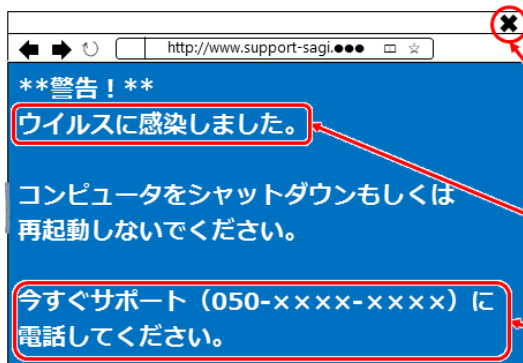 http://www.support-sagi.●●●
**警告！**
ウイルスに感染しました。
コンピュータをシャットダウンもしくは
再起動しないでください。
今すぐサポート（050-××××-××××）に
電話してください。